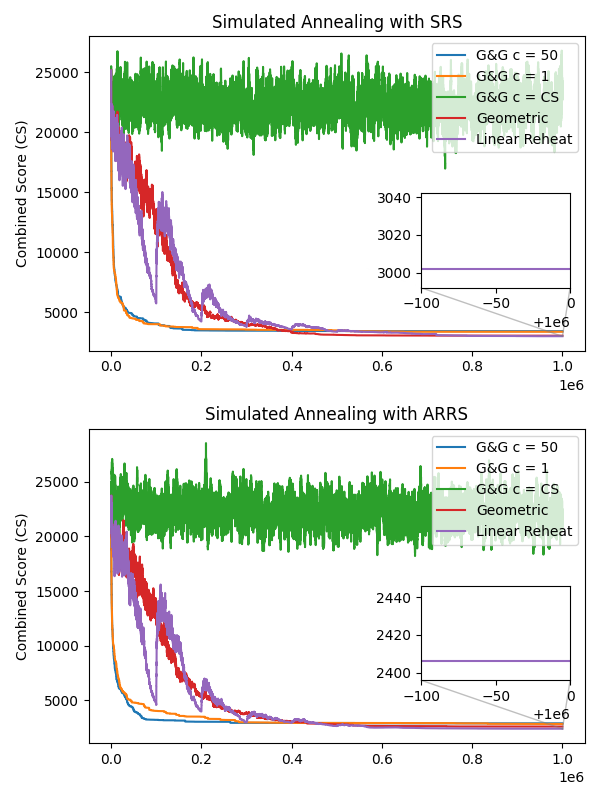 Simulated Annealing with SRS
Combined Score (CS)
25000
20000
15000
10000
5000
G&G c = 50
G&G c = 1
G&G c = CS
Geometric
Linear Reheat
3040
3020
3000
−100
−50
0
+1e6
0.0
0.2
0.4
0.6
0.8
1.0
1e6
Simulated Annealing with ARRS
Combined Score (CS)
25000
20000
15000
10000
5000
G&G c = 50
G&G c = 1
G&G c = CS
Geometric
Linear Reheat
2440
2420
2400
−100
−50
0
+1e6
0.0
0.2
0.4
0.6
0.8
1.0
1e6